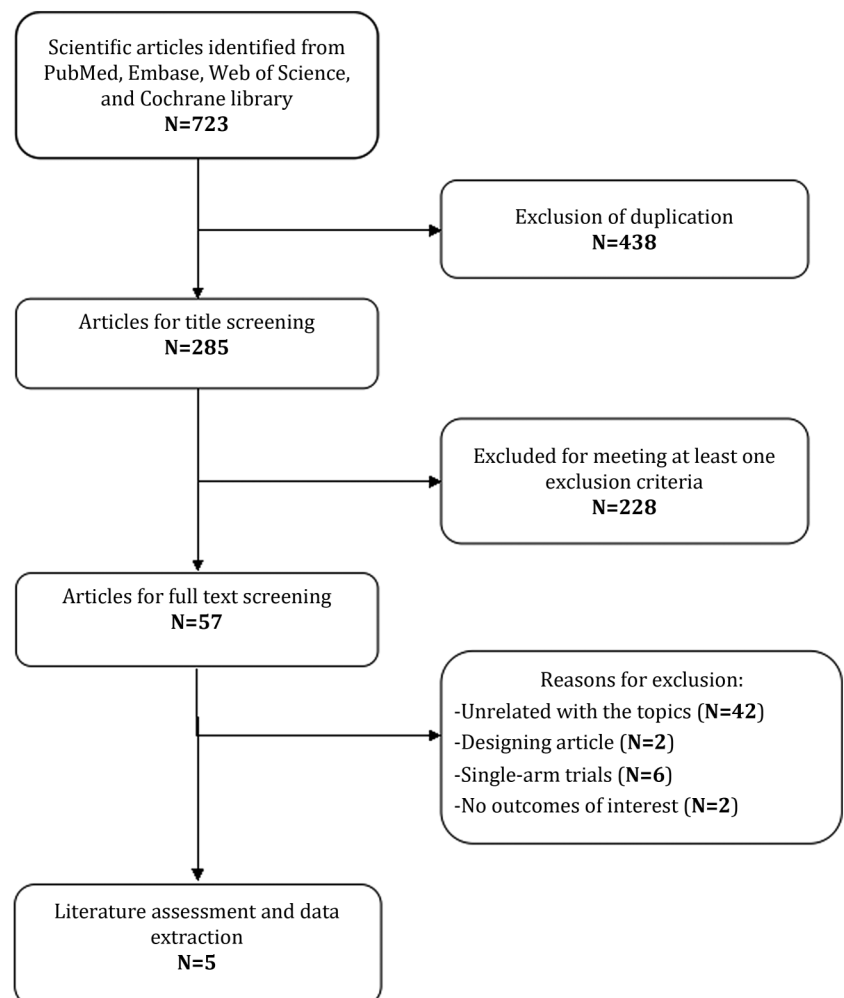 Scientific articles identified from
PubMed, Embase, Web of Science,
and Cochrane library
N=723
Exclusion of duplication
N=438
Articles for title screening
N=285
Excluded for meeting at least one
exclusion criteria
N=228
Articles for full text screening
N=57
Reasons for exclusion:
-Unrelated with the topics (N=42)
-Designing article (N=2)
-Single-arm trials (N=6)
-No outcomes of interest (N=2)
Literature assessment and data
extraction
N=5